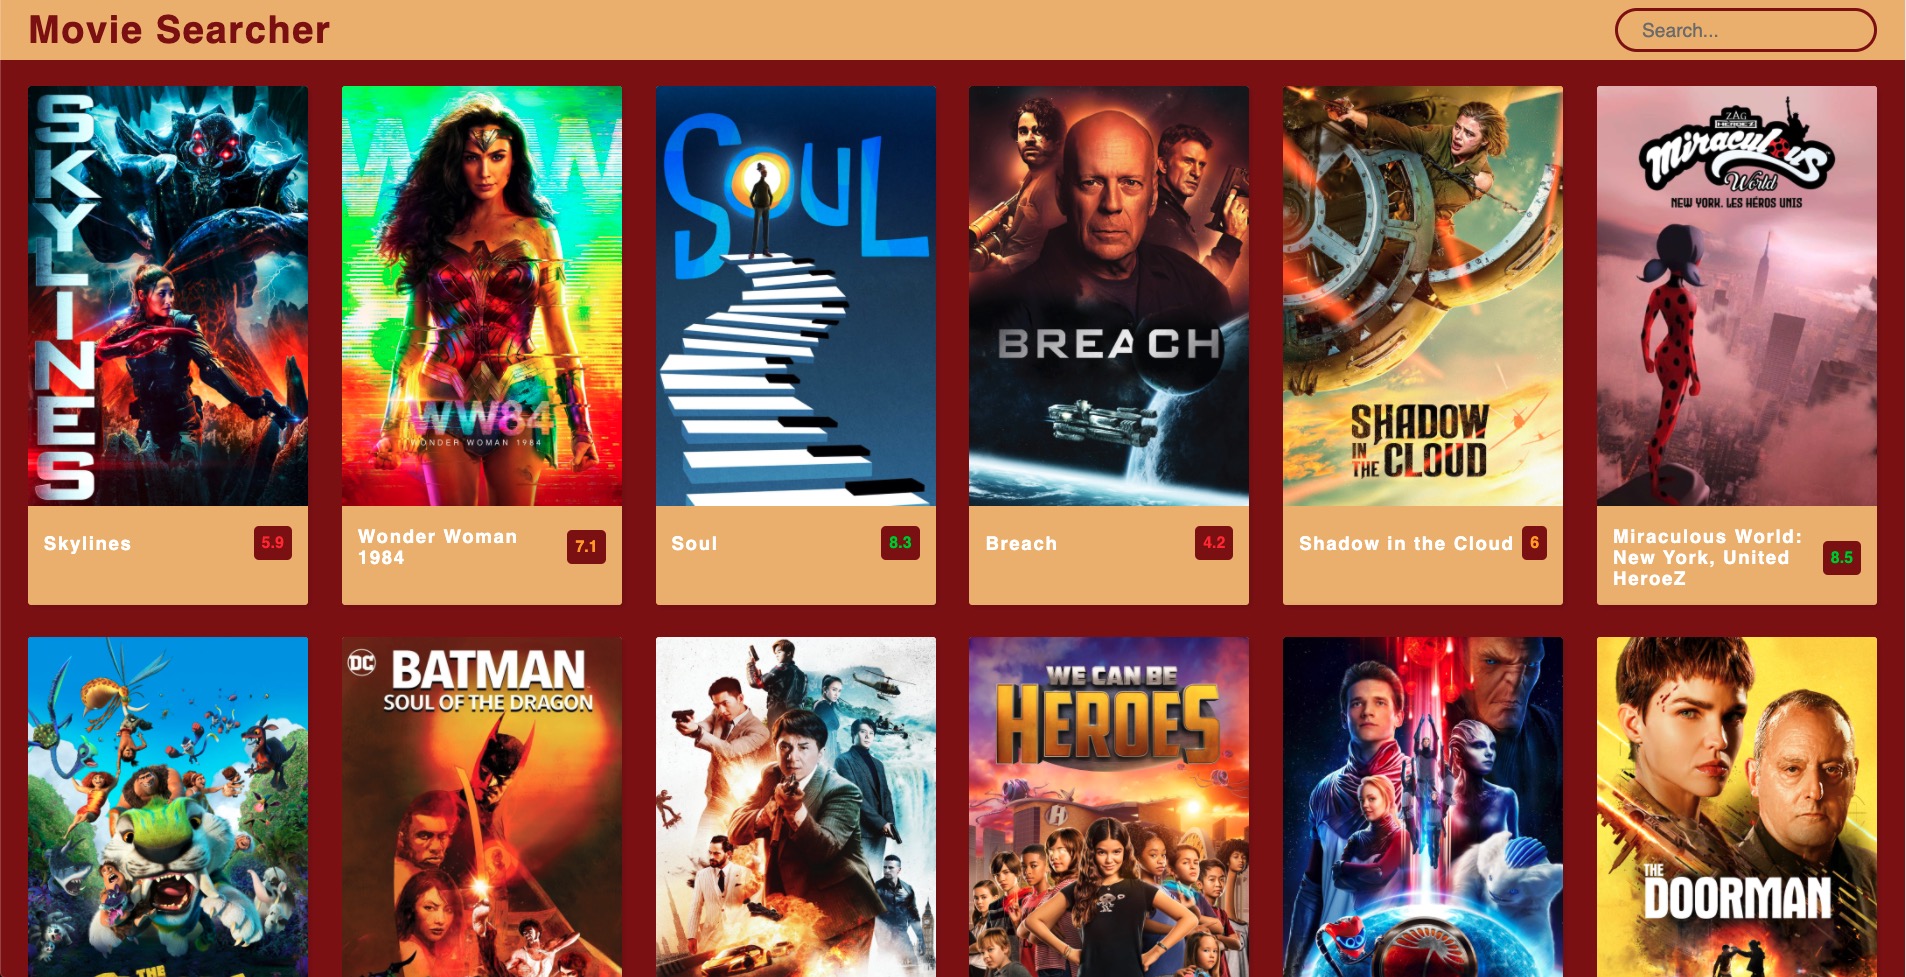 Movie Searcher
Search...
SKYLINES
WW84
WONDER WOMAN 1984
SOUL
BREACH
SHADOW
IN
THE CLOUD
ZAG
HEROEZ
Miraculous
World
NEW YORK, LES HÉROS UNIS
Skylines
5.9
Wonder Woman
1984
7.1
Soul
8.3
Breach
4.2
Shadow in the Cloud
6
Miraculous World:
New York, United
HeroeZ
8.5
THE
DC
BATMAN
SOUL OF THE DRAGON
WE CAN BE
HEROES
H
THE
DOORMAN